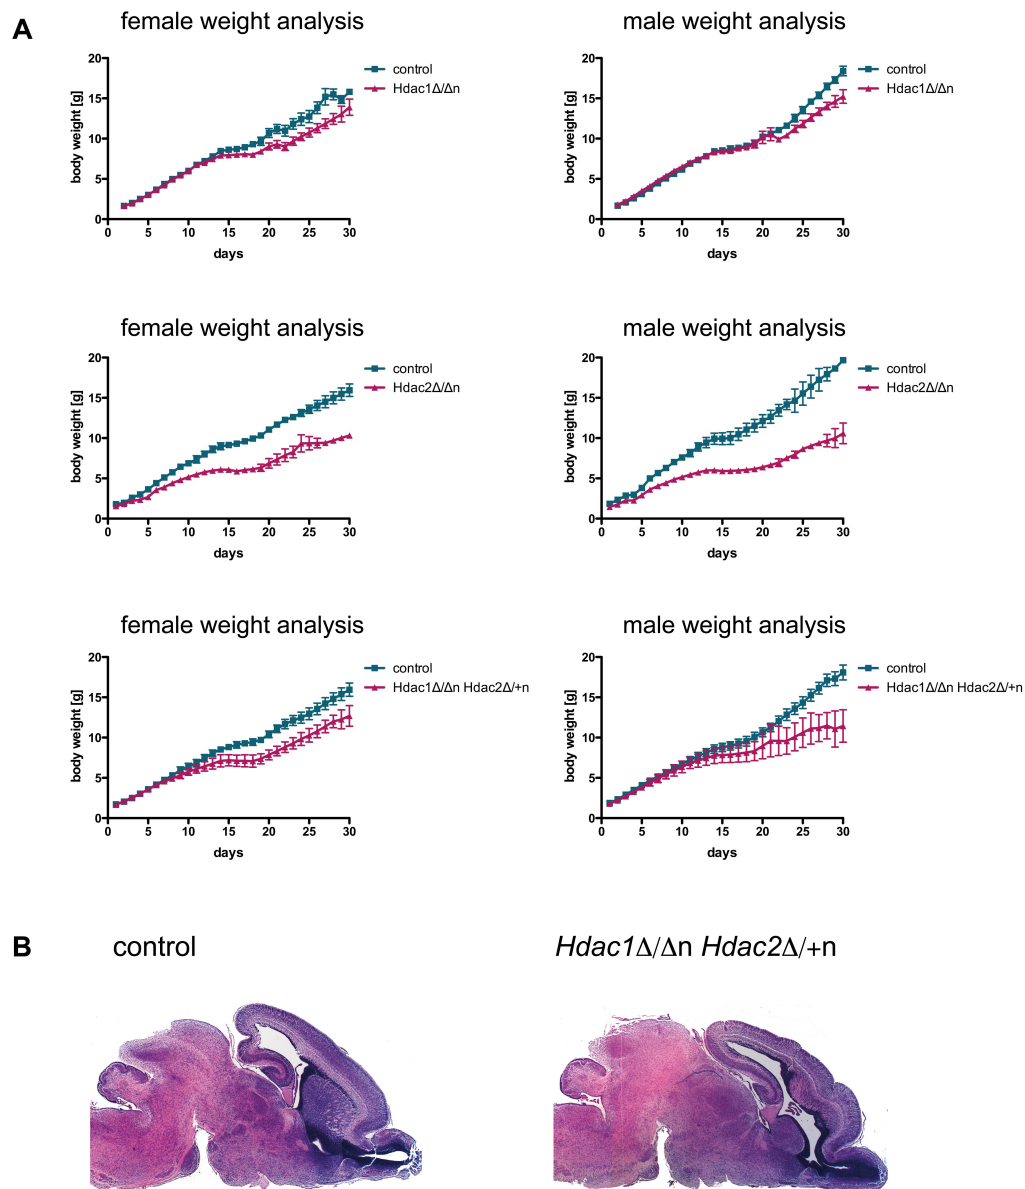 A
female weight analysis
male weight analysis
20
15
10
5
0
body weight [g]
0 5 10 15 20 25 30
days
control
Hdac1Δ/Δn
20
15
10
5
0
body weight [g]
0 5 10 15 20 25 30
days
control
Hdac1Δ/Δn
female weight analysis
male weight analysis
20
15
10
5
0
body weight [g]
0 5 10 15 20 25 30
days
control
Hdac2Δ/Δn
20
15
10
5
0
body weight [g]
0 5 10 15 20 25 30
days
control
Hdac2Δ/Δn
female weight analysis
male weight analysis
20
15
10
5
0
body weight [g]
0 5 10 15 20 25 30
days
control
Hdac1Δ/Δn Hdac2Δ/+n
20
15
10
5
0
body weight [g]
0 5 10 15 20 25 30
days
control
Hdac1Δ/Δn Hdac2Δ/+n
B
control
Hdac1Δ/Δn Hdac2Δ/+n